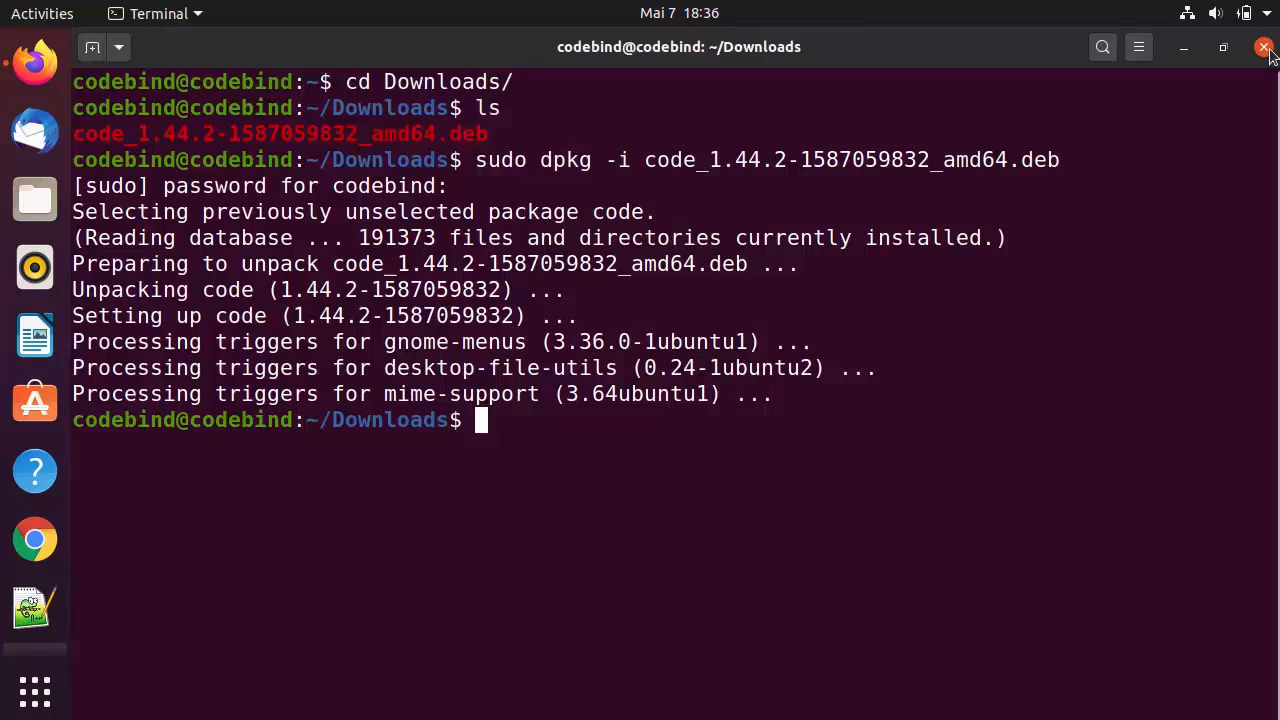 Activities Terminal Mai 7 18:36
codebind@codebind: ~/Downloads
codebind@codebind:~$ cd Downloads/
codebind@codebind:~/Downloads$ ls
code_1.44.2-1587059832_amd64.deb
codebind@codebind:~/Downloads$ sudo dpkg -i code_1.44.2-1587059832_amd64.deb
[sudo] password for codebind:
Selecting previously unselected package code.
(Reading database ... 191373 files and directories currently installed.)
Preparing to unpack code_1.44.2-1587059832_amd64.deb ...
Unpacking code (1.44.2-1587059832) ...
Setting up code (1.44.2-1587059832) ...
Processing triggers for gnome-menus (3.36.0-1ubuntu1) ...
Processing triggers for desktop-file-utils (0.24-1ubuntu2) ...
Processing triggers for mime-support (3.64ubuntu1) ...
codebind@codebind:~/Downloads$